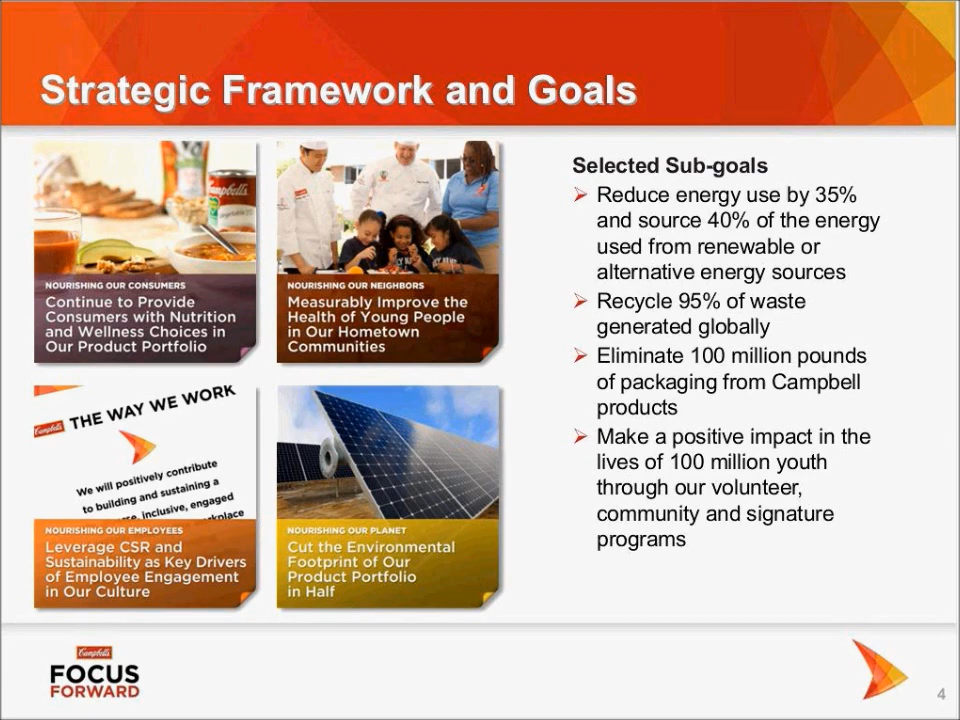 Strategic Framework and Goals
Campbell's
NOURISHING OUR CONSUMERS
Continue to Provide
Consumers with Nutrition
and Wellness Choices in
Our Product Portfolio
NOURISHING OUR NEIGHBORS
Measurably Improve the
Health of Young People
in Our Hometown
Communities
Campbell's THE WAY WE WORK
We will positively contribute
to building and sustaining a
inclusive, engaged
NOURISHING OUR EMPLOYEES
Leverage CSR and
Sustainability as Key Drivers
of Employee Engagement
in Our Culture
NOURISHING OUR PLANET
Cut the Environmental
Footprint of Our
Product Portfolio
in Half
Selected Sub-goals
Reduce energy use by 35%
and source 40% of the energy
used from renewable or
alternative energy sources
Recycle 95% of waste
generated globally
Eliminate 100 million pounds
of packaging from Campbell
products
Make a positive impact in the
lives of 100 million youth
through our volunteer,
community and signature
programs
Campbell's
FOCUS
FORWARD
4